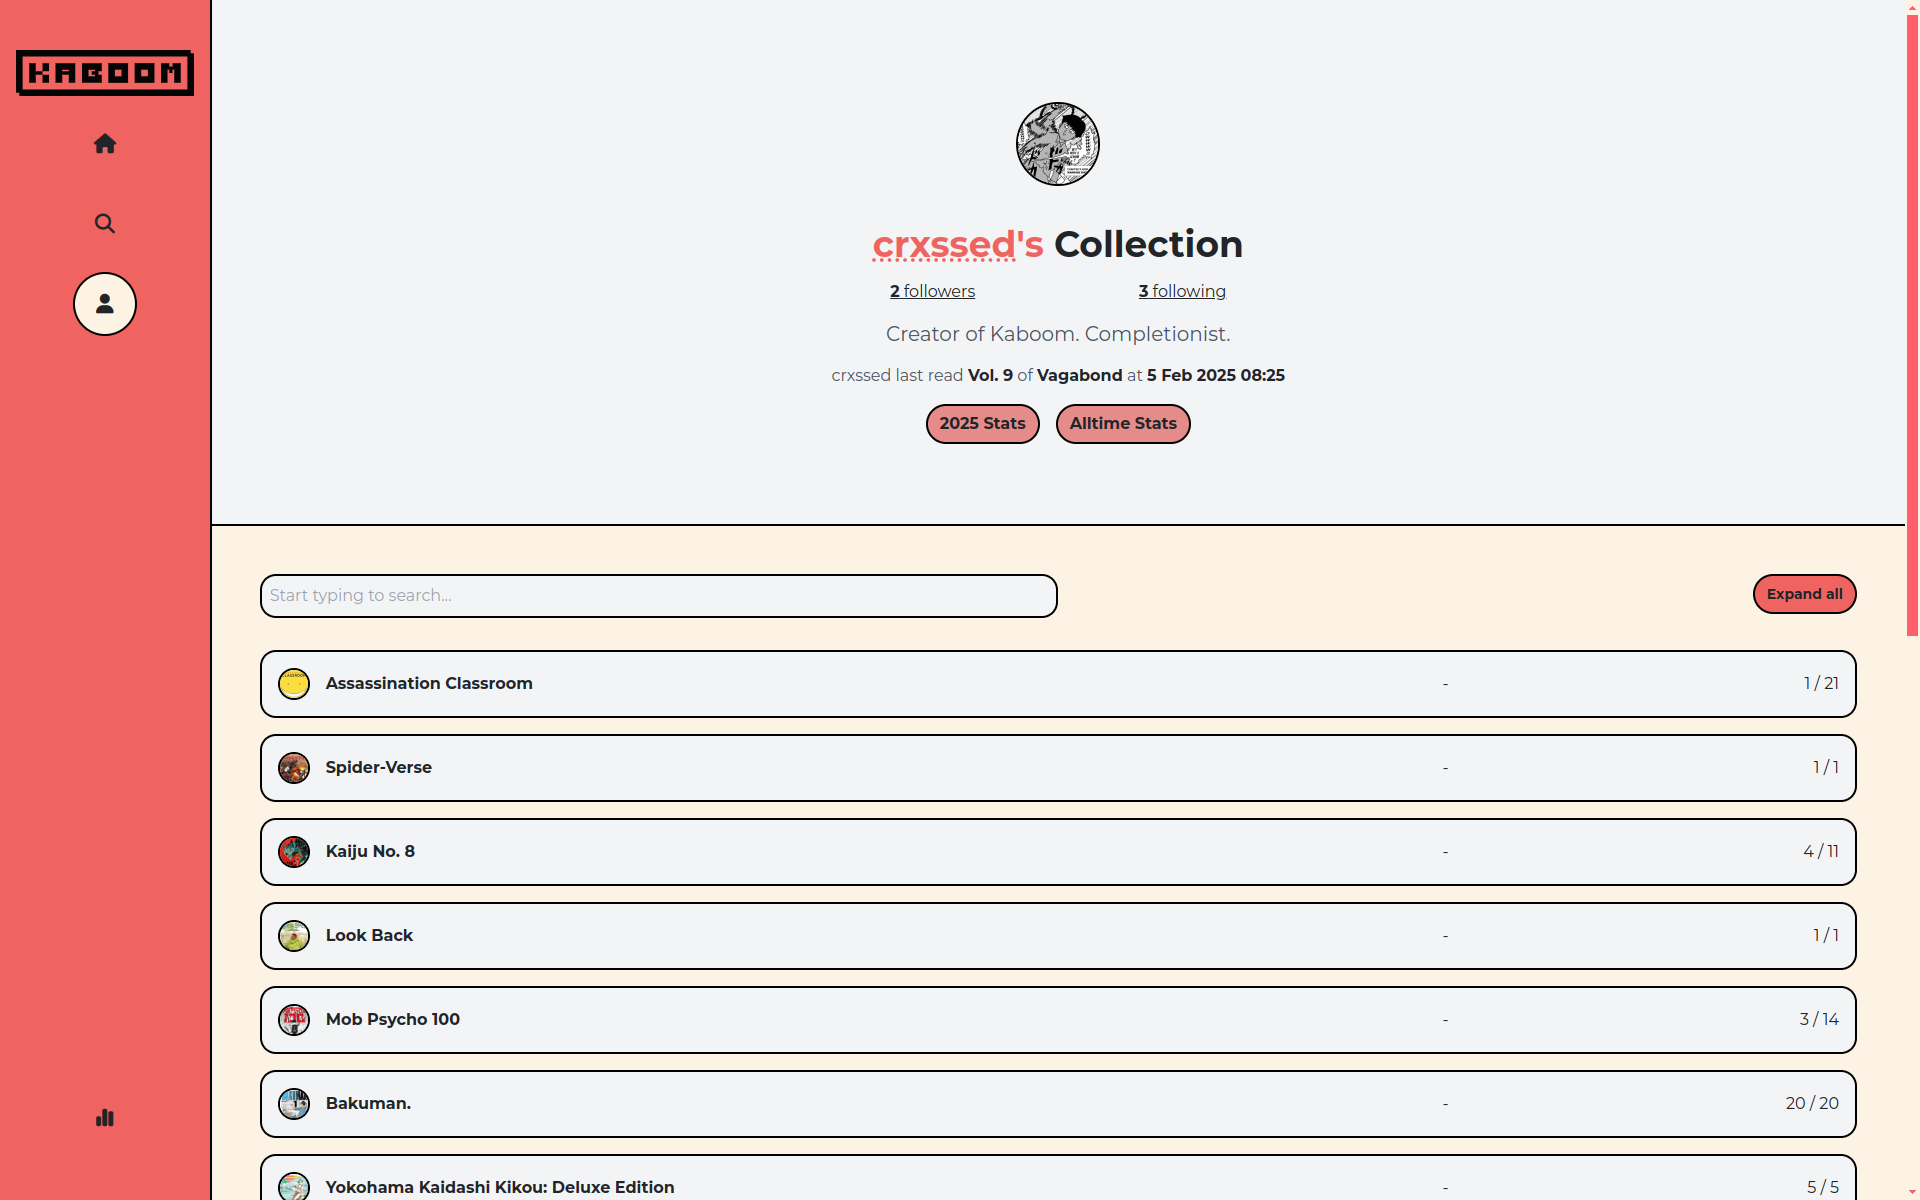 KABOOM
crxssed's Collection
2 followers 3 following
Creator of Kaboom. Completionist.
crxssed last read Vol. 9 of Vagabond at 5 Feb 2025 08:25
2025 Stats Alltime Stats
Start typing to search...
Expand all
Assassination Classroom - 1 / 21
Spider-Verse - 1 / 1
Kaiju No. 8 - 4 / 11
Look Back - 1 / 1
Mob Psycho 100 - 3 / 14
Bakuman. - 20 / 20
Yokohama Kaidashi Kikou: Deluxe Edition - 5 / 5